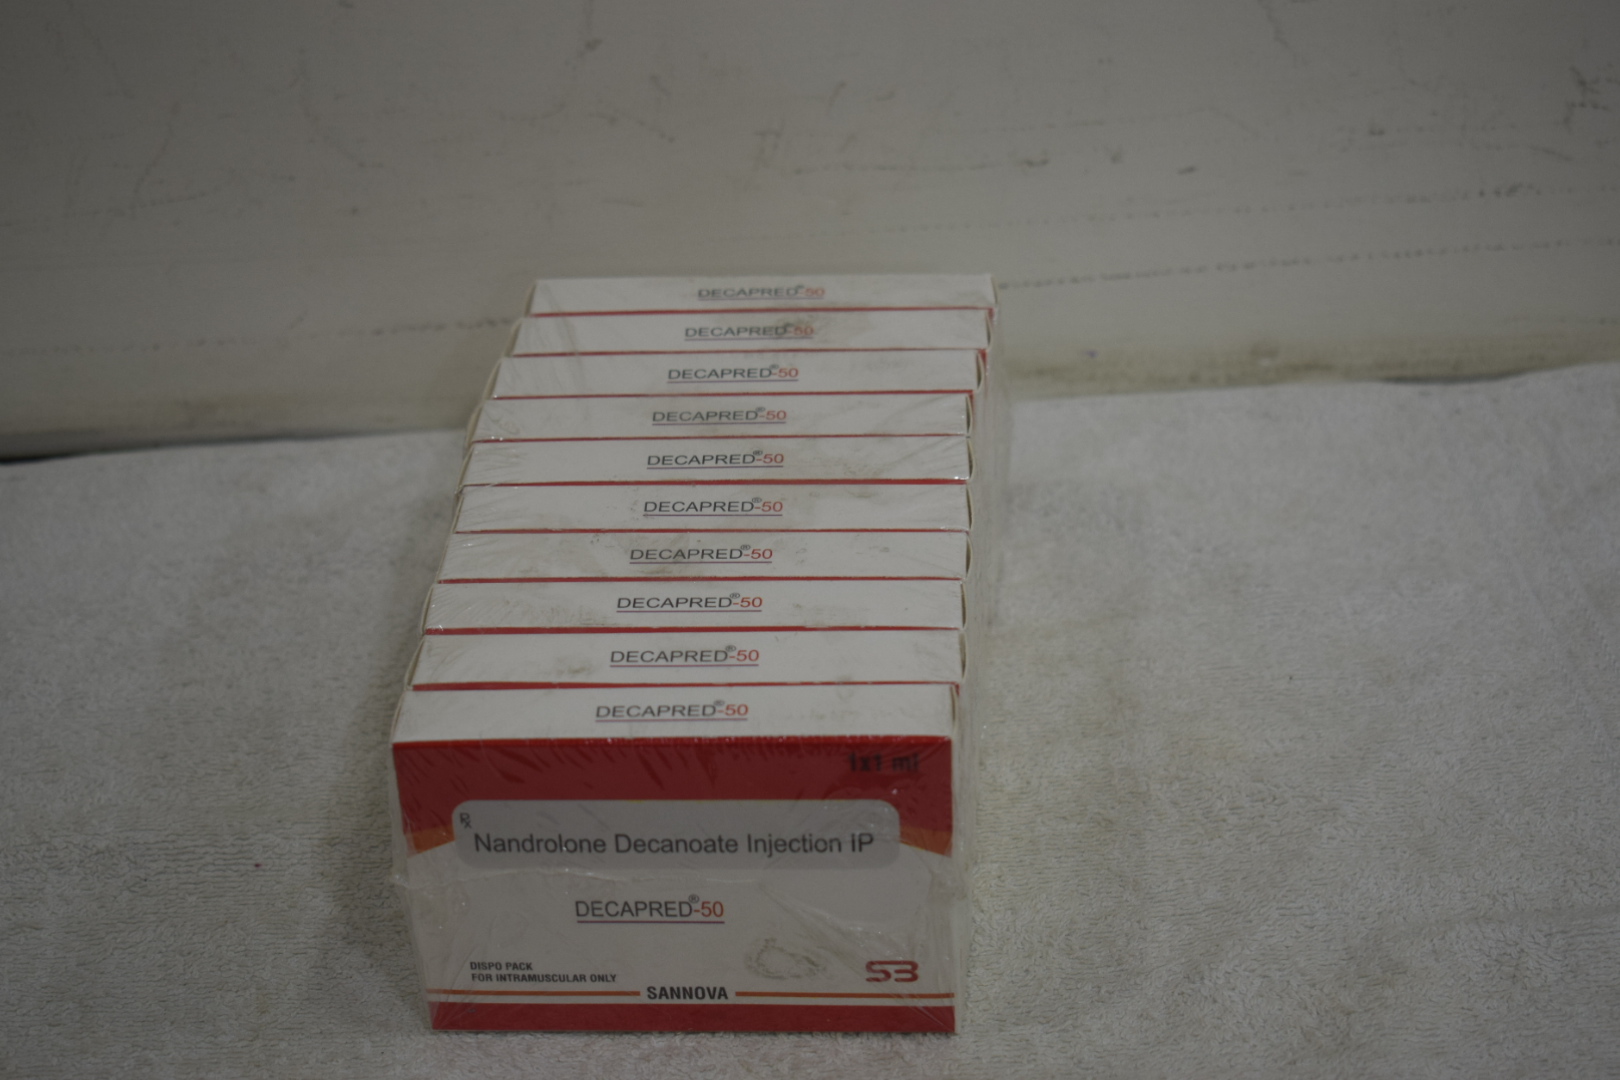 DECAPRED®-50
DECAPRED®-50
DECAPRED®-50
DECAPRED®-50
DECAPRED®-50
DECAPRED®-50
DECAPRED®-50
DECAPRED®-50
DECAPRED®-50
DECAPRED®-50
1x1 ml
℞
Nandrolone Decanoate Injection IP
DECAPRED®-50
DISPO PACK
FOR INTRAMUSCULAR ONLY
SB
SANNOVA